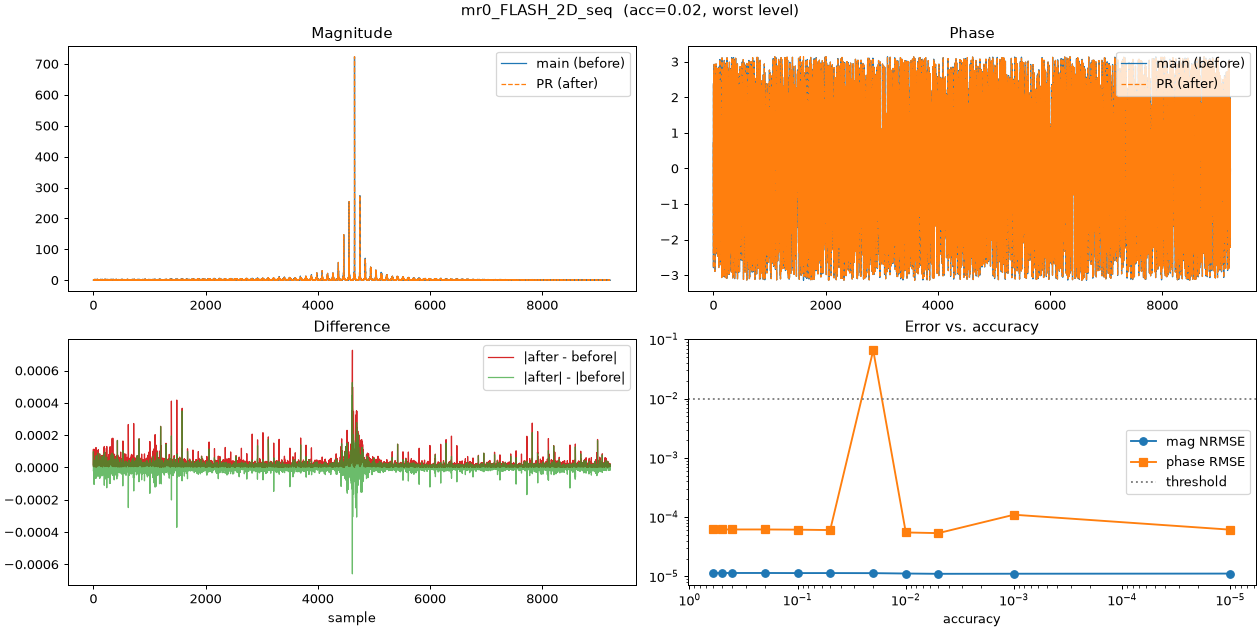 mr0_FLASH_2D_seq  (acc=0.02, worst level)
Magnitude
700
600
500
400
300
200
100
0
0 2000 4000 6000 8000
main (before)
PR (after)
Phase
3
2
1
0
−1
−2
−3
0 2000 4000 6000 8000
main (before)
PR (after)
Difference
0.0006
0.0004
0.0002
0.0000
−0.0002
−0.0004
−0.0006
0 2000 4000 6000 8000
sample
|after - before|
|after| - |before|
Error vs. accuracy
10⁻¹
10⁻²
10⁻³
10⁻⁴
10⁻⁵
10⁰ 10⁻¹ 10⁻² 10⁻³ 10⁻⁴ 10⁻⁵
accuracy
mag NRMSE
phase RMSE
threshold